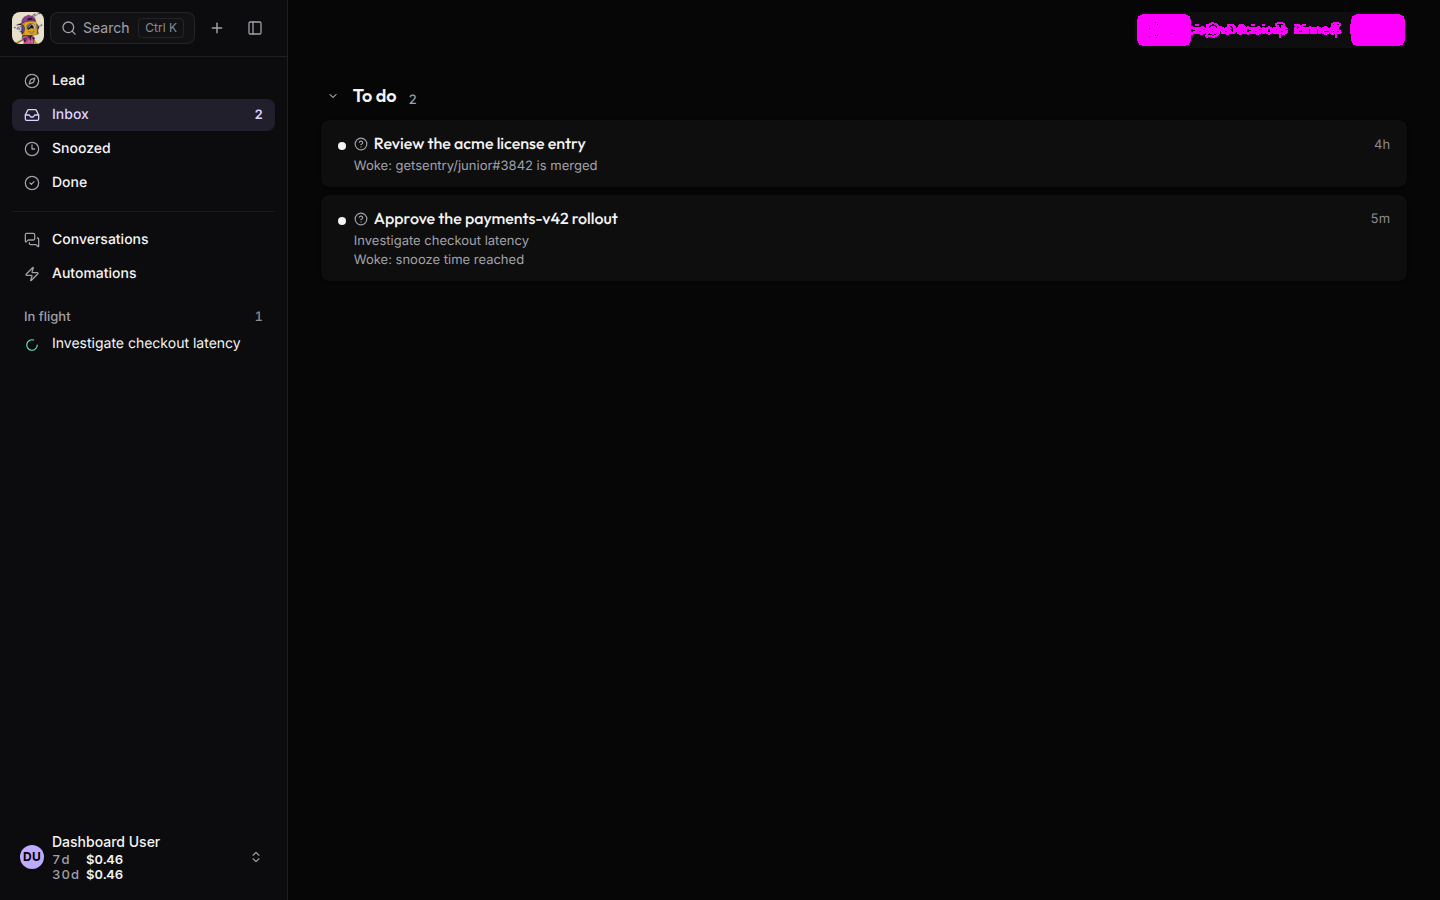 Search Ctrl K
Lead
Inbox 2
Snoozed
Done
Conversations
Automations
In flight 1
Investigate checkout latency
To do 2
Review the acme license entry 4h
Woke: getsentry/junior#3842 is merged
Approve the payments-v42 rollout 5m
Investigate checkout latency
Woke: snooze time reached
DU Dashboard User
7d $0.46
30d $0.46